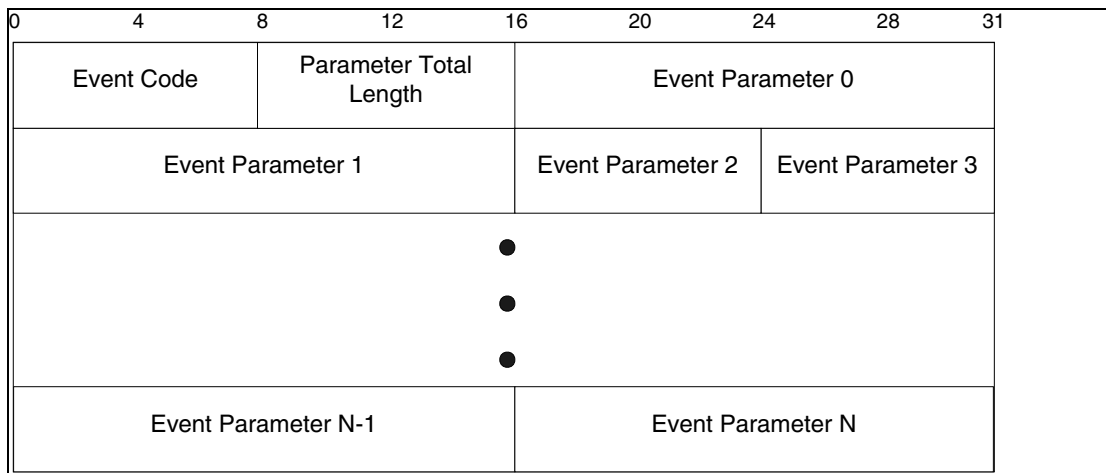 0 4 8 12 16 20 24 28 31
Event Code
Parameter Total
Length
Event Parameter 0
Event Parameter 1
Event Parameter 2
Event Parameter 3
Event Parameter N-1
Event Parameter N